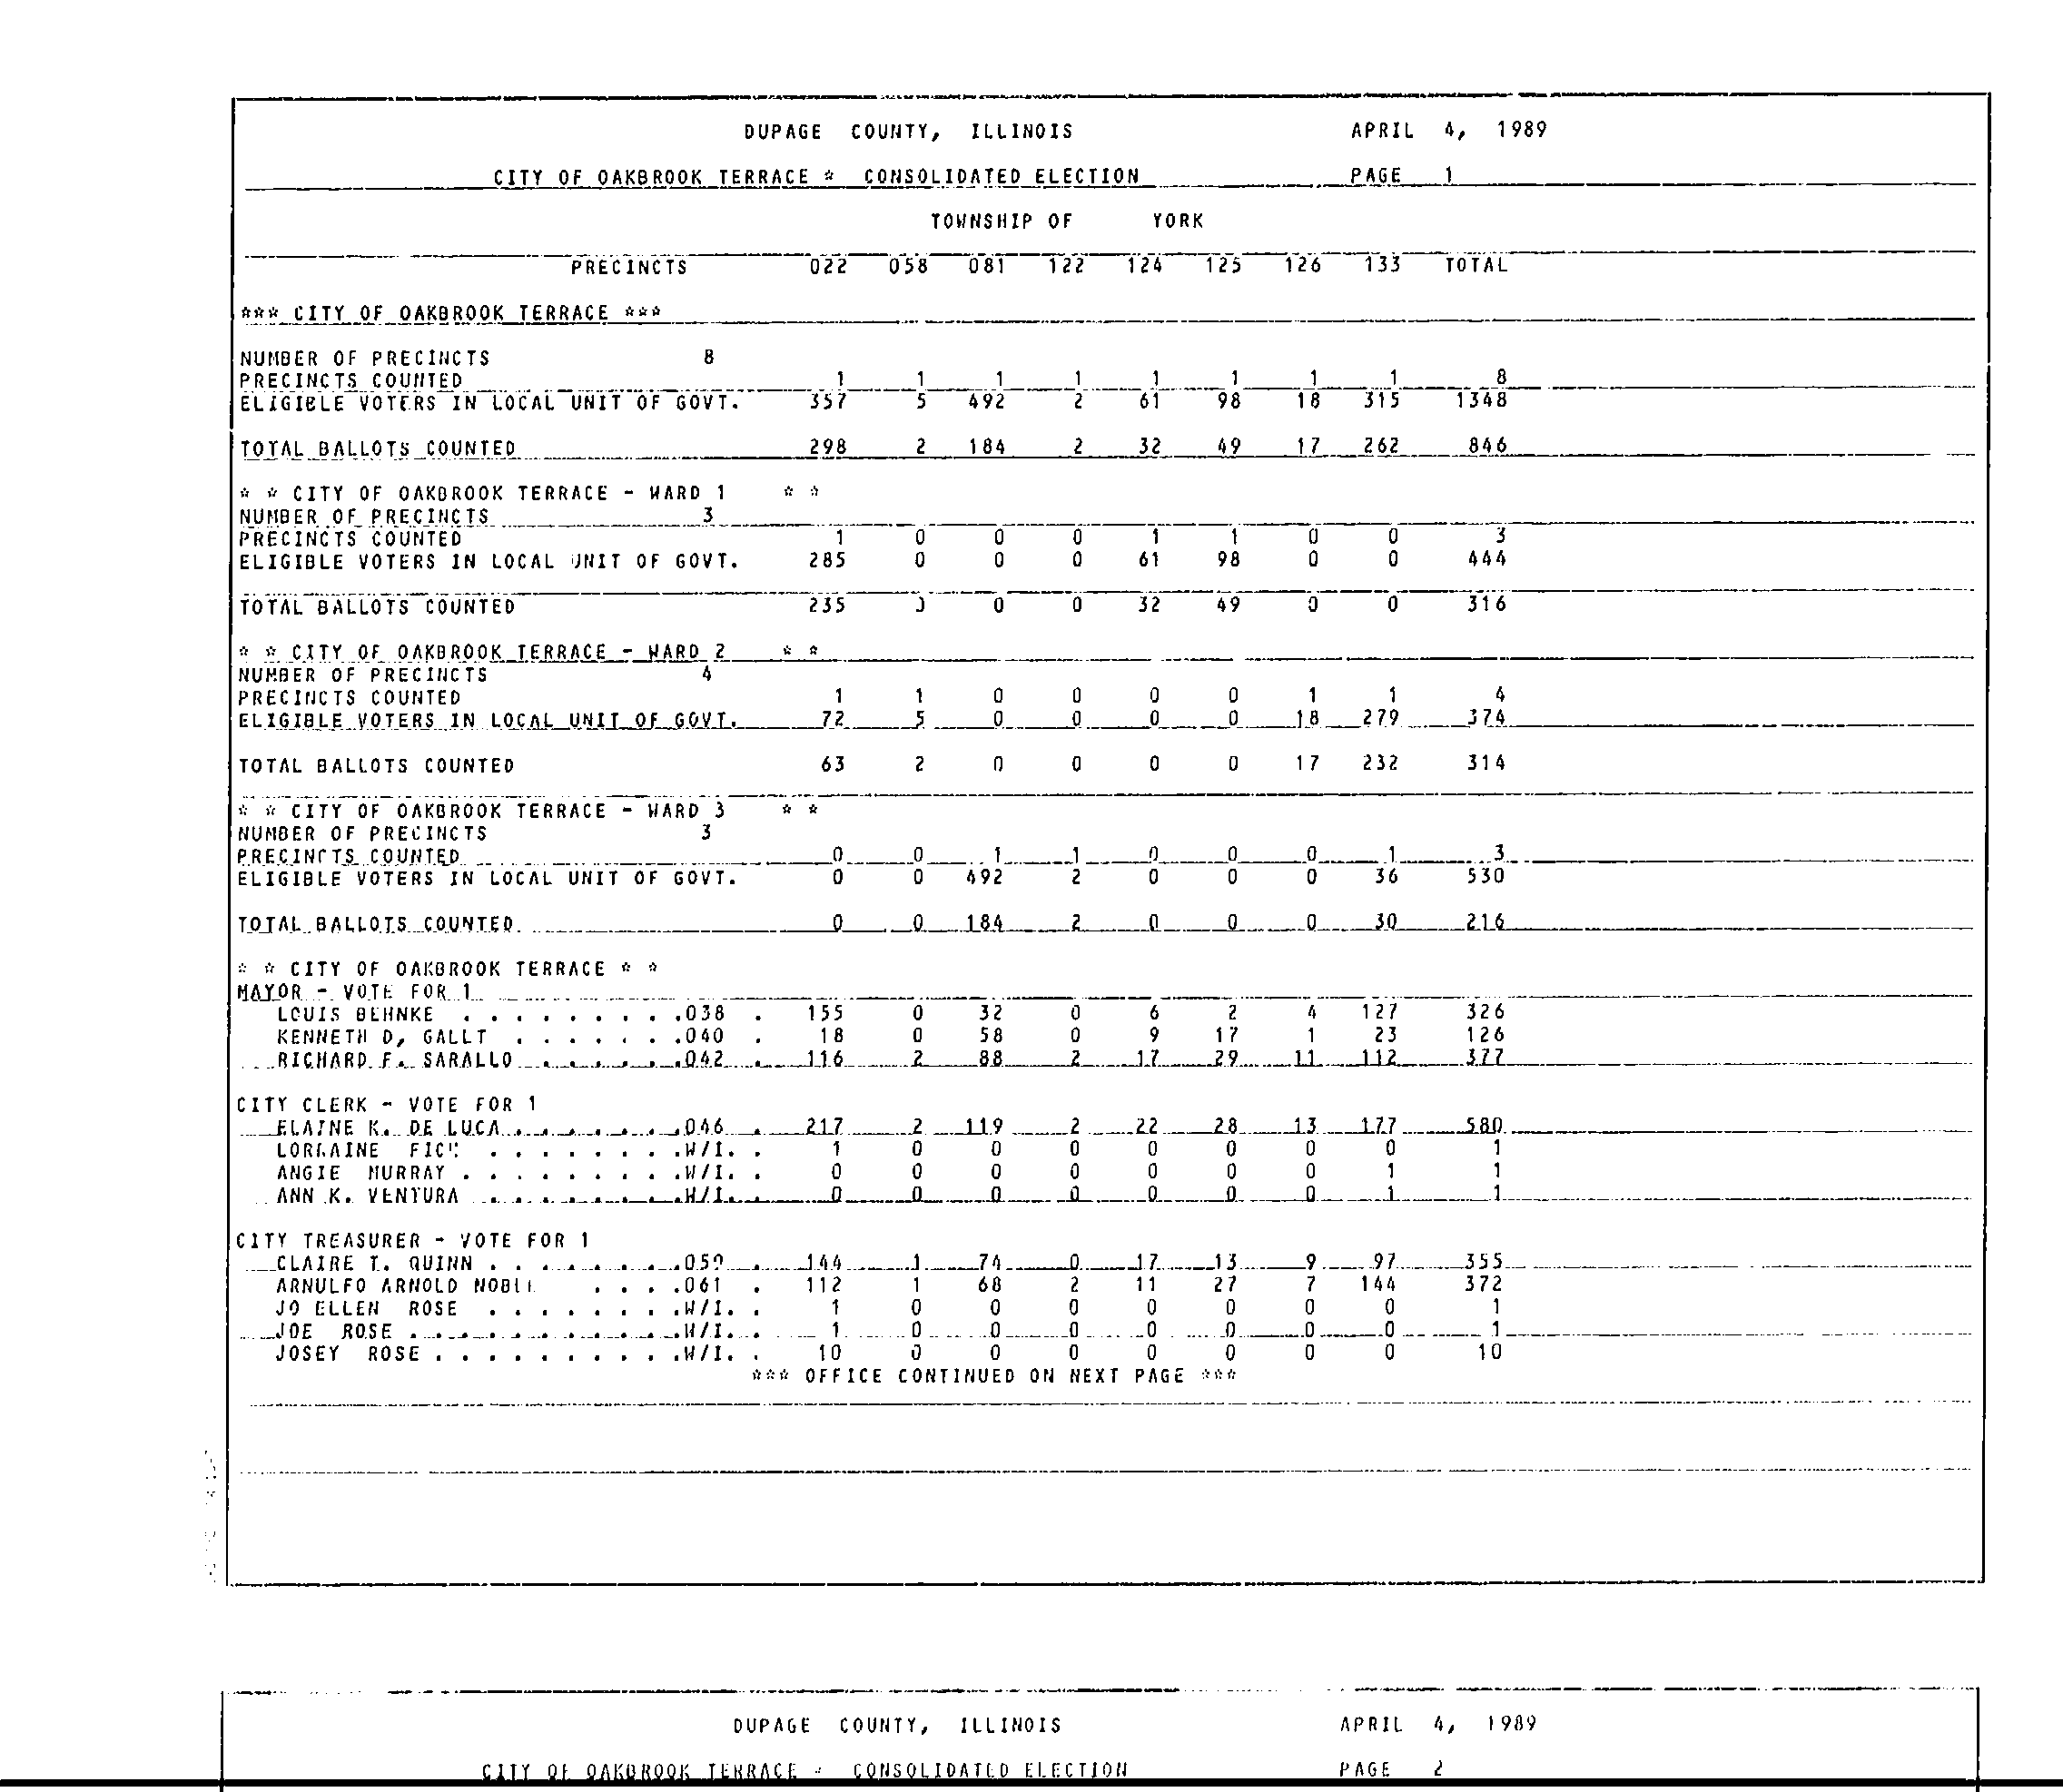 DUPAGE COUNTY, ILLINOIS APRIL 4, 1989
CITY OF OAKBROOK TERRACE * CONSOLIDATED ELECTION PAGE 1
TOWNSHIP OF YORK
PRECINCTS 022 058 081 122 124 125 126 133 TOTAL
*** CITY OF OAKBROOK TERRACE ***
NUMBER OF PRECINCTS 8
PRECINCTS COUNTED 1 1 1 1 1 1 1 1 8
ELIGIBLE VOTERS IN LOCAL UNIT OF GOVT. 357 5 492 2 61 98 18 315 1348
TOTAL BALLOTS COUNTED 298 2 184 2 32 49 17 262 846
* * CITY OF OAKBROOK TERRACE - WARD 1 * *
NUMBER OF PRECINCTS 3
PRECINCTS COUNTED 1 0 0 0 1 1 0 0 3
ELIGIBLE VOTERS IN LOCAL UNIT OF GOVT. 285 0 0 0 61 98 0 0 444
TOTAL BALLOTS COUNTED 235 0 0 0 32 49 0 0 316
* * CITY OF OAKBROOK TERRACE - WARD 2 * *
NUMBER OF PRECINCTS 4
PRECINCTS COUNTED 1 1 0 0 0 0 1 1 4
ELIGIBLE VOTERS IN LOCAL UNIT OF GOVT. 72 5 0 0 0 0 18 279 374
TOTAL BALLOTS COUNTED 63 2 0 0 0 0 17 232 314
* * CITY OF OAKBROOK TERRACE - WARD 3 * *
NUMBER OF PRECINCTS 3
PRECINCTS COUNTED 0 0 1 1 0 0 0 1 3
ELIGIBLE VOTERS IN LOCAL UNIT OF GOVT. 0 0 492 2 0 0 0 36 530
TOTAL BALLOTS COUNTED 0 0 184 2 0 0 0 30 216
* * CITY OF OAKBROOK TERRACE * *
MAYOR - VOTE FOR 1
LOUIS BEHNKE . . . . . . . . .038 . 155 0 32 0 6 2 4 127 326
KENNETH D, GALLT . . . . . . .040 . 18 0 58 0 9 17 1 23 126
RICHARD F. SARALLO . . . . . .042 . 116 2 88 2 17 29 11 112 377
CITY CLERK - VOTE FOR 1
ELAINE K. DE LUCA . . . . . . .046 . 217 2 119 2 22 28 13 177 580
LORRAINE . . . . . . . .W/I. . 1 0 0 0 0 0 0 0 1
ANGIE MURRAY . . . . . . . . .W/I. . 0 0 0 0 0 0 0 1 1
ANN K. VENTURA . . . . . . . .W/I. . 0 0 0 0 0 0 0 1 1
CITY TREASURER - VOTE FOR 1
CLAIRE T. QUINN . . . . . . . .059 . 144 1 74 0 17 13 9 97 355
ARNULFO ARNOLD NOBLE . . . .061 . 112 1 68 2 11 27 7 144 372
JO ELLEN ROSE . . . . . . . .W/I. . 1 0 0 0 0 0 0 0 1
JOE ROSE . . . . . . . . . . .W/I. . 1 0 0 0 0 0 0 0 1
JOSEY ROSE . . . . . . . . . .W/I. . 10 0 0 0 0 0 0 0 10
*** OFFICE CONTINUED ON NEXT PAGE ***
DUPAGE COUNTY, ILLINOIS APRIL 4, 1989
CITY OF OAKBROOK TERRACE * CONSOLIDATED ELECTION PAGE 2